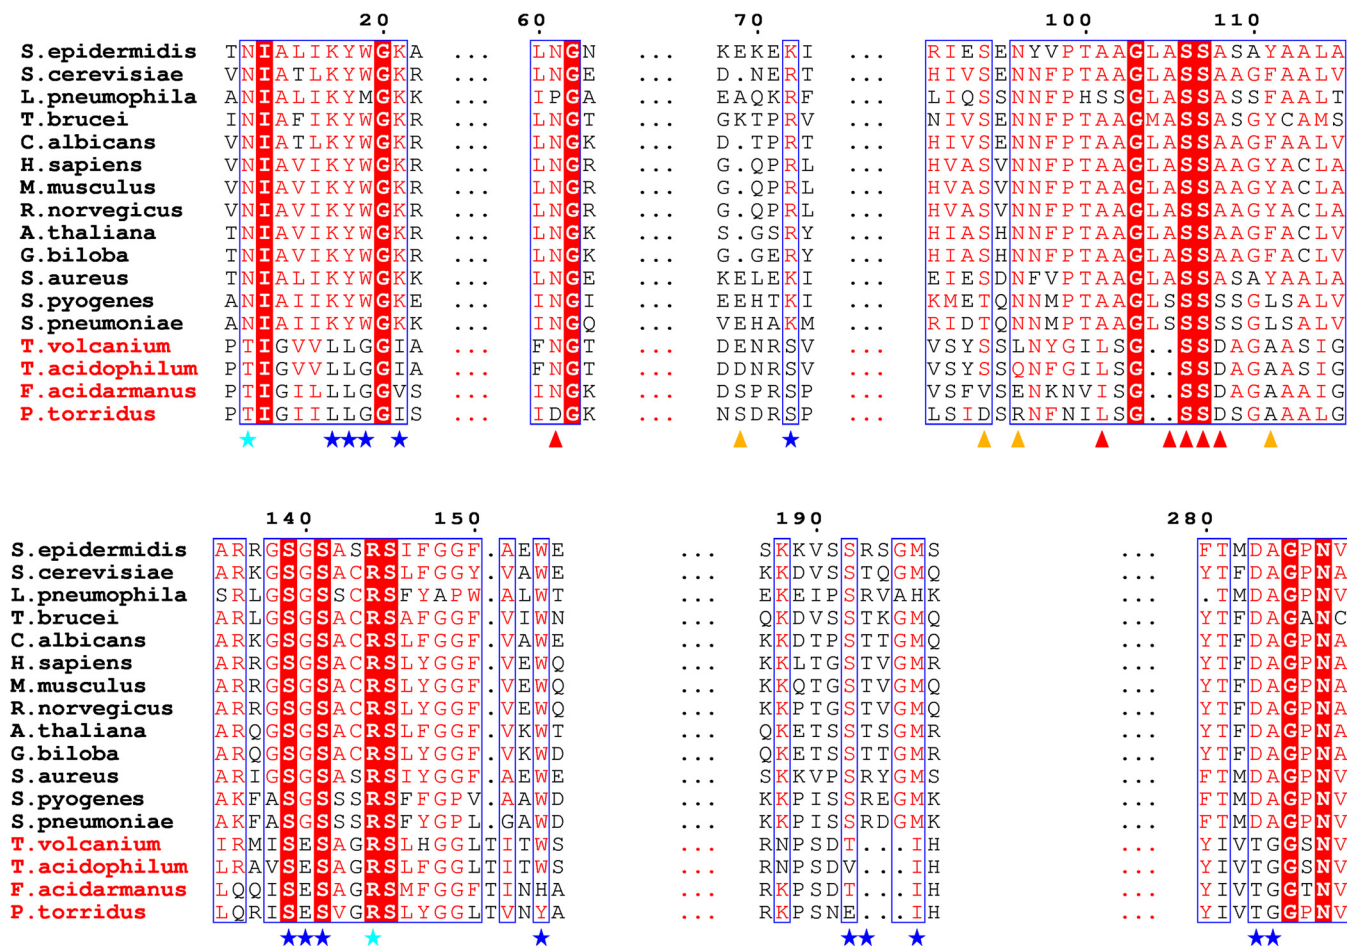 20 60 70 100 110
S.epidermidis TNIALIKYWGKA ... LNGN ... KEKEKI ... RIESENYVPTAAGLASSASAYAALA
S.cerevisiae VNIATLKYWGKR ... LNGE ... D.NERT ... HIVSENNFPTAAGLASSAAGFAALV
L.pneumophila ANIALIKYMGKK ... IPGA ... EAQKRF ... LIQSSNNFPHSSGLASSASSFAALT
T.brucei INIAFIKYWGKR ... LNGT ... GKTPRV ... NIVSENNFPTAAGMASSASGYCAMS
C.albicans VNIATLKYWGKR ... LNGK ... D.TPRT ... HIVSENNFPTAAGLASSAAGFAALV
H.sapiens VNIAVIKYWGKR ... LNGR ... G.QPRL ... HVASVNNFPTAAGLASSAAGYACLA
M.musculus VNIAVIKYWGKR ... LNGR ... G.QPRL ... HVASVNNFPTAAGLASSAAGYACLA
R.norvegicus VNIAVIKYWGKR ... LNGR ... G.QPRL ... HVASVNNFPTAAGLASSAAGYACLA
A.thaliana TNIAVIKYWGKR ... LNGK ... S.GSRY ... HIASHNNFPTAAGLASSAAGFACLV
G.biloba TNIAVIKYWGKR ... LNGK ... G.GERY ... HIASHNNFPTAAGLASSAAGFACLV
S.aureus TNIALIKYWGKK ... LNGE ... KELEKI ... EIESDNFVPTAAGLASSASAYAALA
S.pyogenes ANIAIIKYWGKE ... INGI ... EEHTKI ... KMETQNNMPTAAGLSSSSSGLSALV
S.pneumoniae ANIAIIKYWGKK ... INGQ ... VEHAKM ... RIDTQNNMPTAAGLSSSSSGLSALV
T.volcanium PTIGVVLLGGIA ... FNGT ... DENRSV ... VSYSSLNYGILSG..SSDAGAASIG
T.acidophilum PTIGVVLLGGIA ... FNGT ... DDNRSV ... VSYSSQNFGILSG..SSDAGAASIG
F.acidarmanus PTIGILLLGGVS ... INGK ... DSPRSP ... VSFVSENKNVISG..SSDAGAAAIG
P.torridus PTIGIILLGGIS ... IDGK ... NSDRSP ... LSIDSRNFNILSG..SSDSGAAALG
140 150 190 280
S.epidermidis ARRGSGSASRSIFGGF.AEWE ... SKKVSSRSGMS ... FTMDAGPNV
S.cerevisiae ARKGSGSACRSLFGGY.VAWE ... KKDVSSTQGMQ ... YTFDAGPNA
L.pneumophila SRLGSGSSCRSFYAPW.ALWT ... EKEIPSRVAHK ... .TMDAGPNV
T.brucei ARLGSGSACRSAFGGF.VIWN ... QKDVSSTKGMQ ... YTFDAGANC
C.albicans ARKGSGSACRSLFGGF.VAWE ... KKDTPSTTGMQ ... YTFDAGPNA
H.sapiens ARRGSGSACRSLYGGF.VEWQ ... KKLTGSTVGMR ... YTFDAGPNA
M.musculus ARRGSGSACRSLYGGF.VEWQ ... KKQTGSTVGMQ ... YTFDAGPNA
R.norvegicus ARRGSGSACRSLYGGF.VEWQ ... KKPTGSTVGMQ ... YTFDAGPNA
A.thaliana ARQGSGSACRSLFGGF.VKWT ... QKETSSTSGMR ... YTFDAGPNA
G.biloba ARQGSGSACRSLYGGF.VKWD ... QKETSSTTGMR ... YTFDAGPNA
S.aureus ARIGSGSASRSIYGGF.AEWE ... SKKVPSRYGMS ... FTMDAGPNV
S.pyogenes AKFASGSSSRSFFGPV.AAWD ... KKPISSREGMK ... FTMDAGPNV
S.pneumoniae AKFASGSSSRSFYGPL.GAWD ... KKPISSRDGMK ... FTMDAGPNV
T.volcanium IRMISESAGRSLHGGLTITWS ... RNPSDT...IH ... YIVTGGSNV
T.acidophilum LRAVSESAGRSLFGGLTITWS ... RNPSDV...IH ... YIVTGGSNV
F.acidarmanus LQQISESAGRSMFGGFTINHA ... RKPSDT...IH ... YIVTGGTNV
P.torridus LQRISESVGRSLYGGLTVNYA ... RKPSNE...IH ... YIVTGGPNV